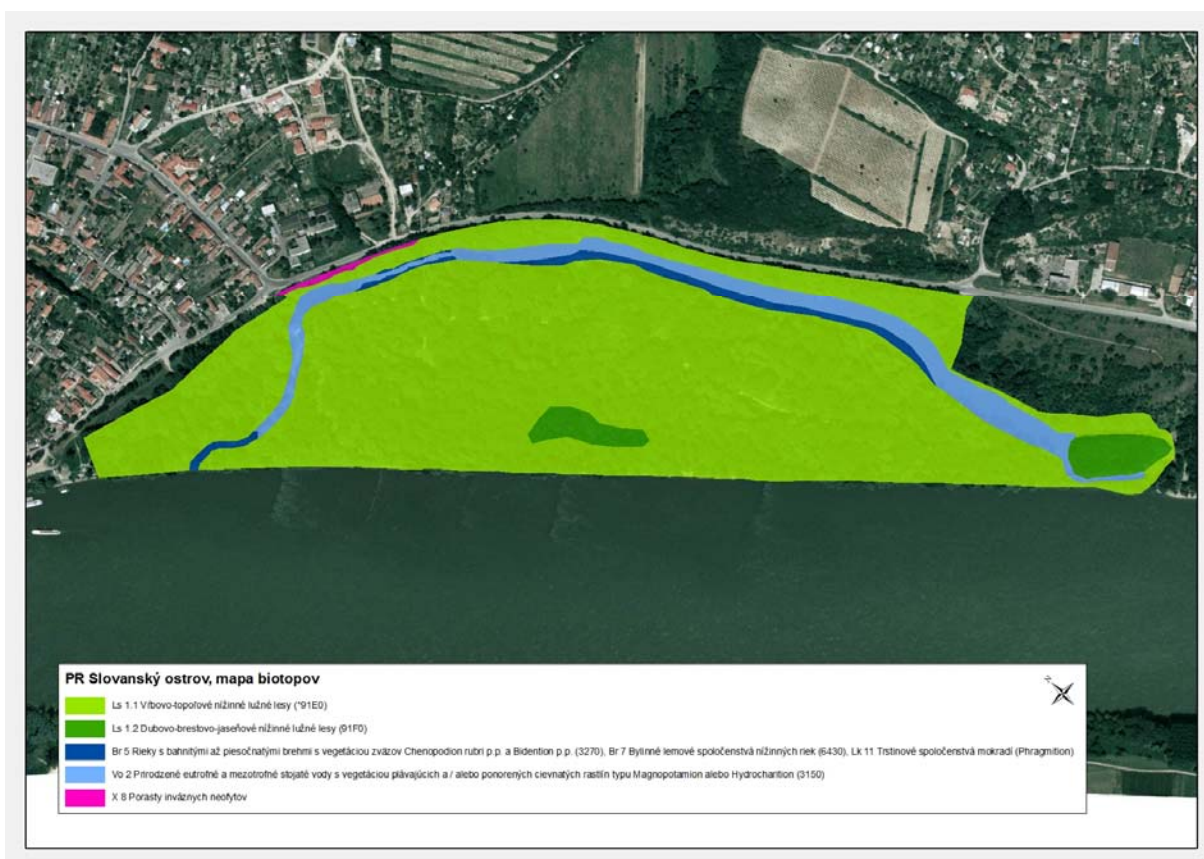 PR Slovanský ostrov, mapa biotopov
Ls 1.1 Vŕbovo-topoľové nížinné lužné lesy (*91E0)
Ls 1.2 Dubovo-brestovo-jaseňové nížinné lužné lesy (91F0)
Br 5 Rieky s bahnitými až piesočnatými brehmi s vegetáciou zväzov Chenopodion rubri p.p. a Bidention p.p. (3270), Br 7 Bylinné lemové spoločenstvá nížinných riek (6430), Lk 11 Trstinové spoločenstvá mokradí (Phragmition)
Vo 2 Prirodzené eutrofné a mezotrofné stojaté vody s vegetáciou plávajúcich a / alebo ponorených cievnatých rastlín typu Magnopotamion alebo Hydrocharition (3150)
X 8 Porasty inváznych neofytov